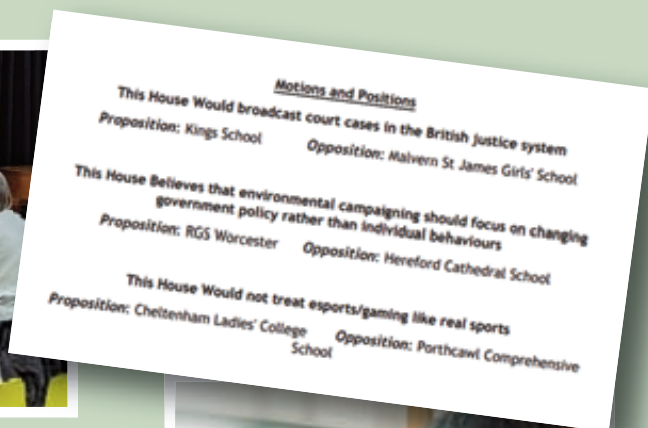 Motions and Positions
This House Would broadcast court cases in the British justice system
Proposition: Kings School Opposition: Malvern St James Girls' School
This House Believes that environmental campaigning should focus on changing
government policy rather than individual behaviours
Proposition: RGS Worcester Opposition: Hereford Cathedral School
This House Would not treat esports/gaming like real sports
Proposition: Cheltenham Ladies' College Opposition: Porthcawl Comprehensive
School